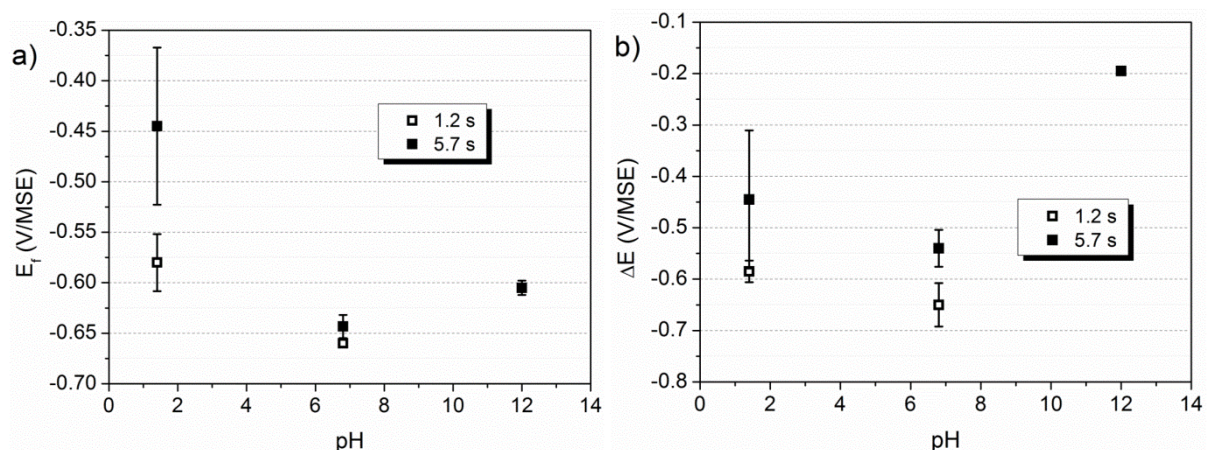 a)
-0.35
-0.40
-0.45
-0.50
-0.55
-0.60
-0.65
-0.70
E_f (V/MSE)
1.2 s
5.7 s
0 2 4 6 8 10 12 14
pH
b)
-0.1
-0.2
-0.3
-0.4
-0.5
-0.6
-0.7
-0.8
ΔE (V/MSE)
1.2 s
5.7 s
0 2 4 6 8 10 12 14
pH